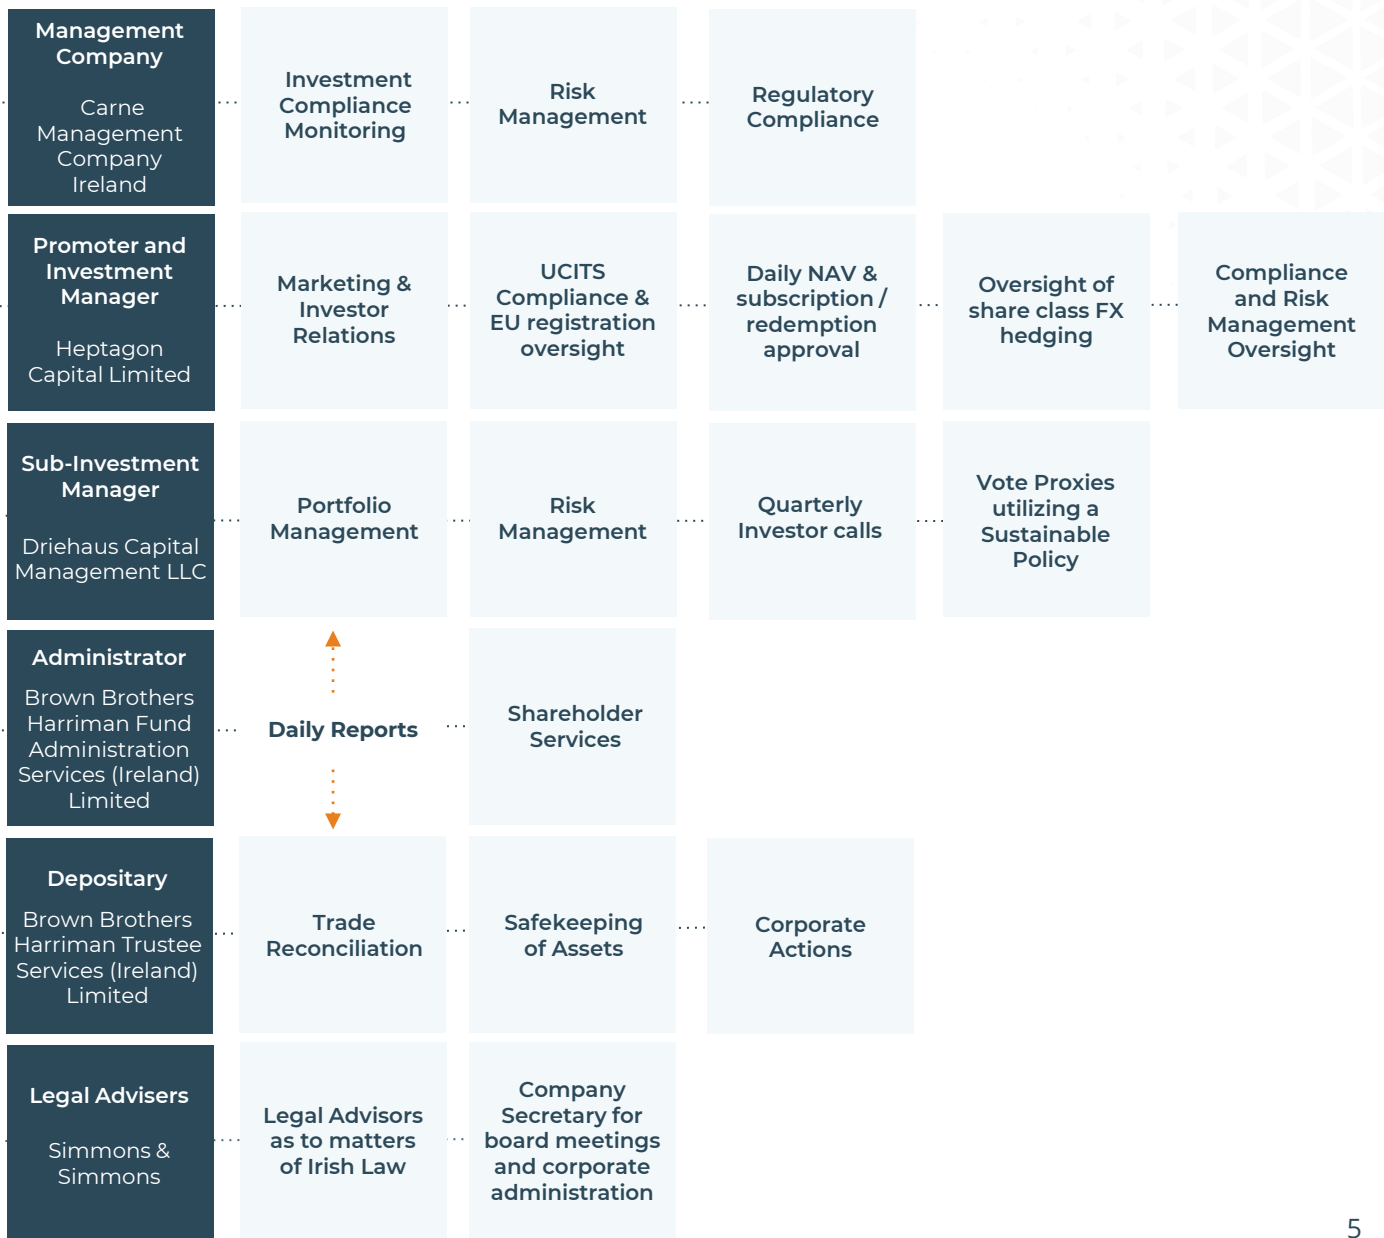 Management
Company
Carne
Management
Company
Ireland
Investment
Compliance
Monitoring
Risk
Management
Regulatory
Compliance
Promoter and
Investment
Manager
Heptagon
Capital Limited
Marketing &
Investor
Relations
UCITS
Compliance &
EU registration
oversight
Daily NAV &
subscription /
redemption
approval
Oversight of
share class FX
hedging
Compliance
and Risk
Management
Oversight
Sub-Investment
Manager
Driehaus Capital
Management LLC
Portfolio
Management
Risk
Management
Quarterly
Investor calls
Vote Proxies
utilizing a
Sustainable
Policy
Administrator
Brown Brothers
Harriman Fund
Administration
Services (Ireland)
Limited
Daily Reports
Shareholder
Services
Depositary
Brown Brothers
Harriman Trustee
Services (Ireland)
Limited
Trade
Reconciliation
Safekeeping
of Assets
Corporate
Actions
Legal Advisers
Simmons &
Simmons
Legal Advisors
as to matters
of Irish Law
Company
Secretary for
board meetings
and corporate
administration
5